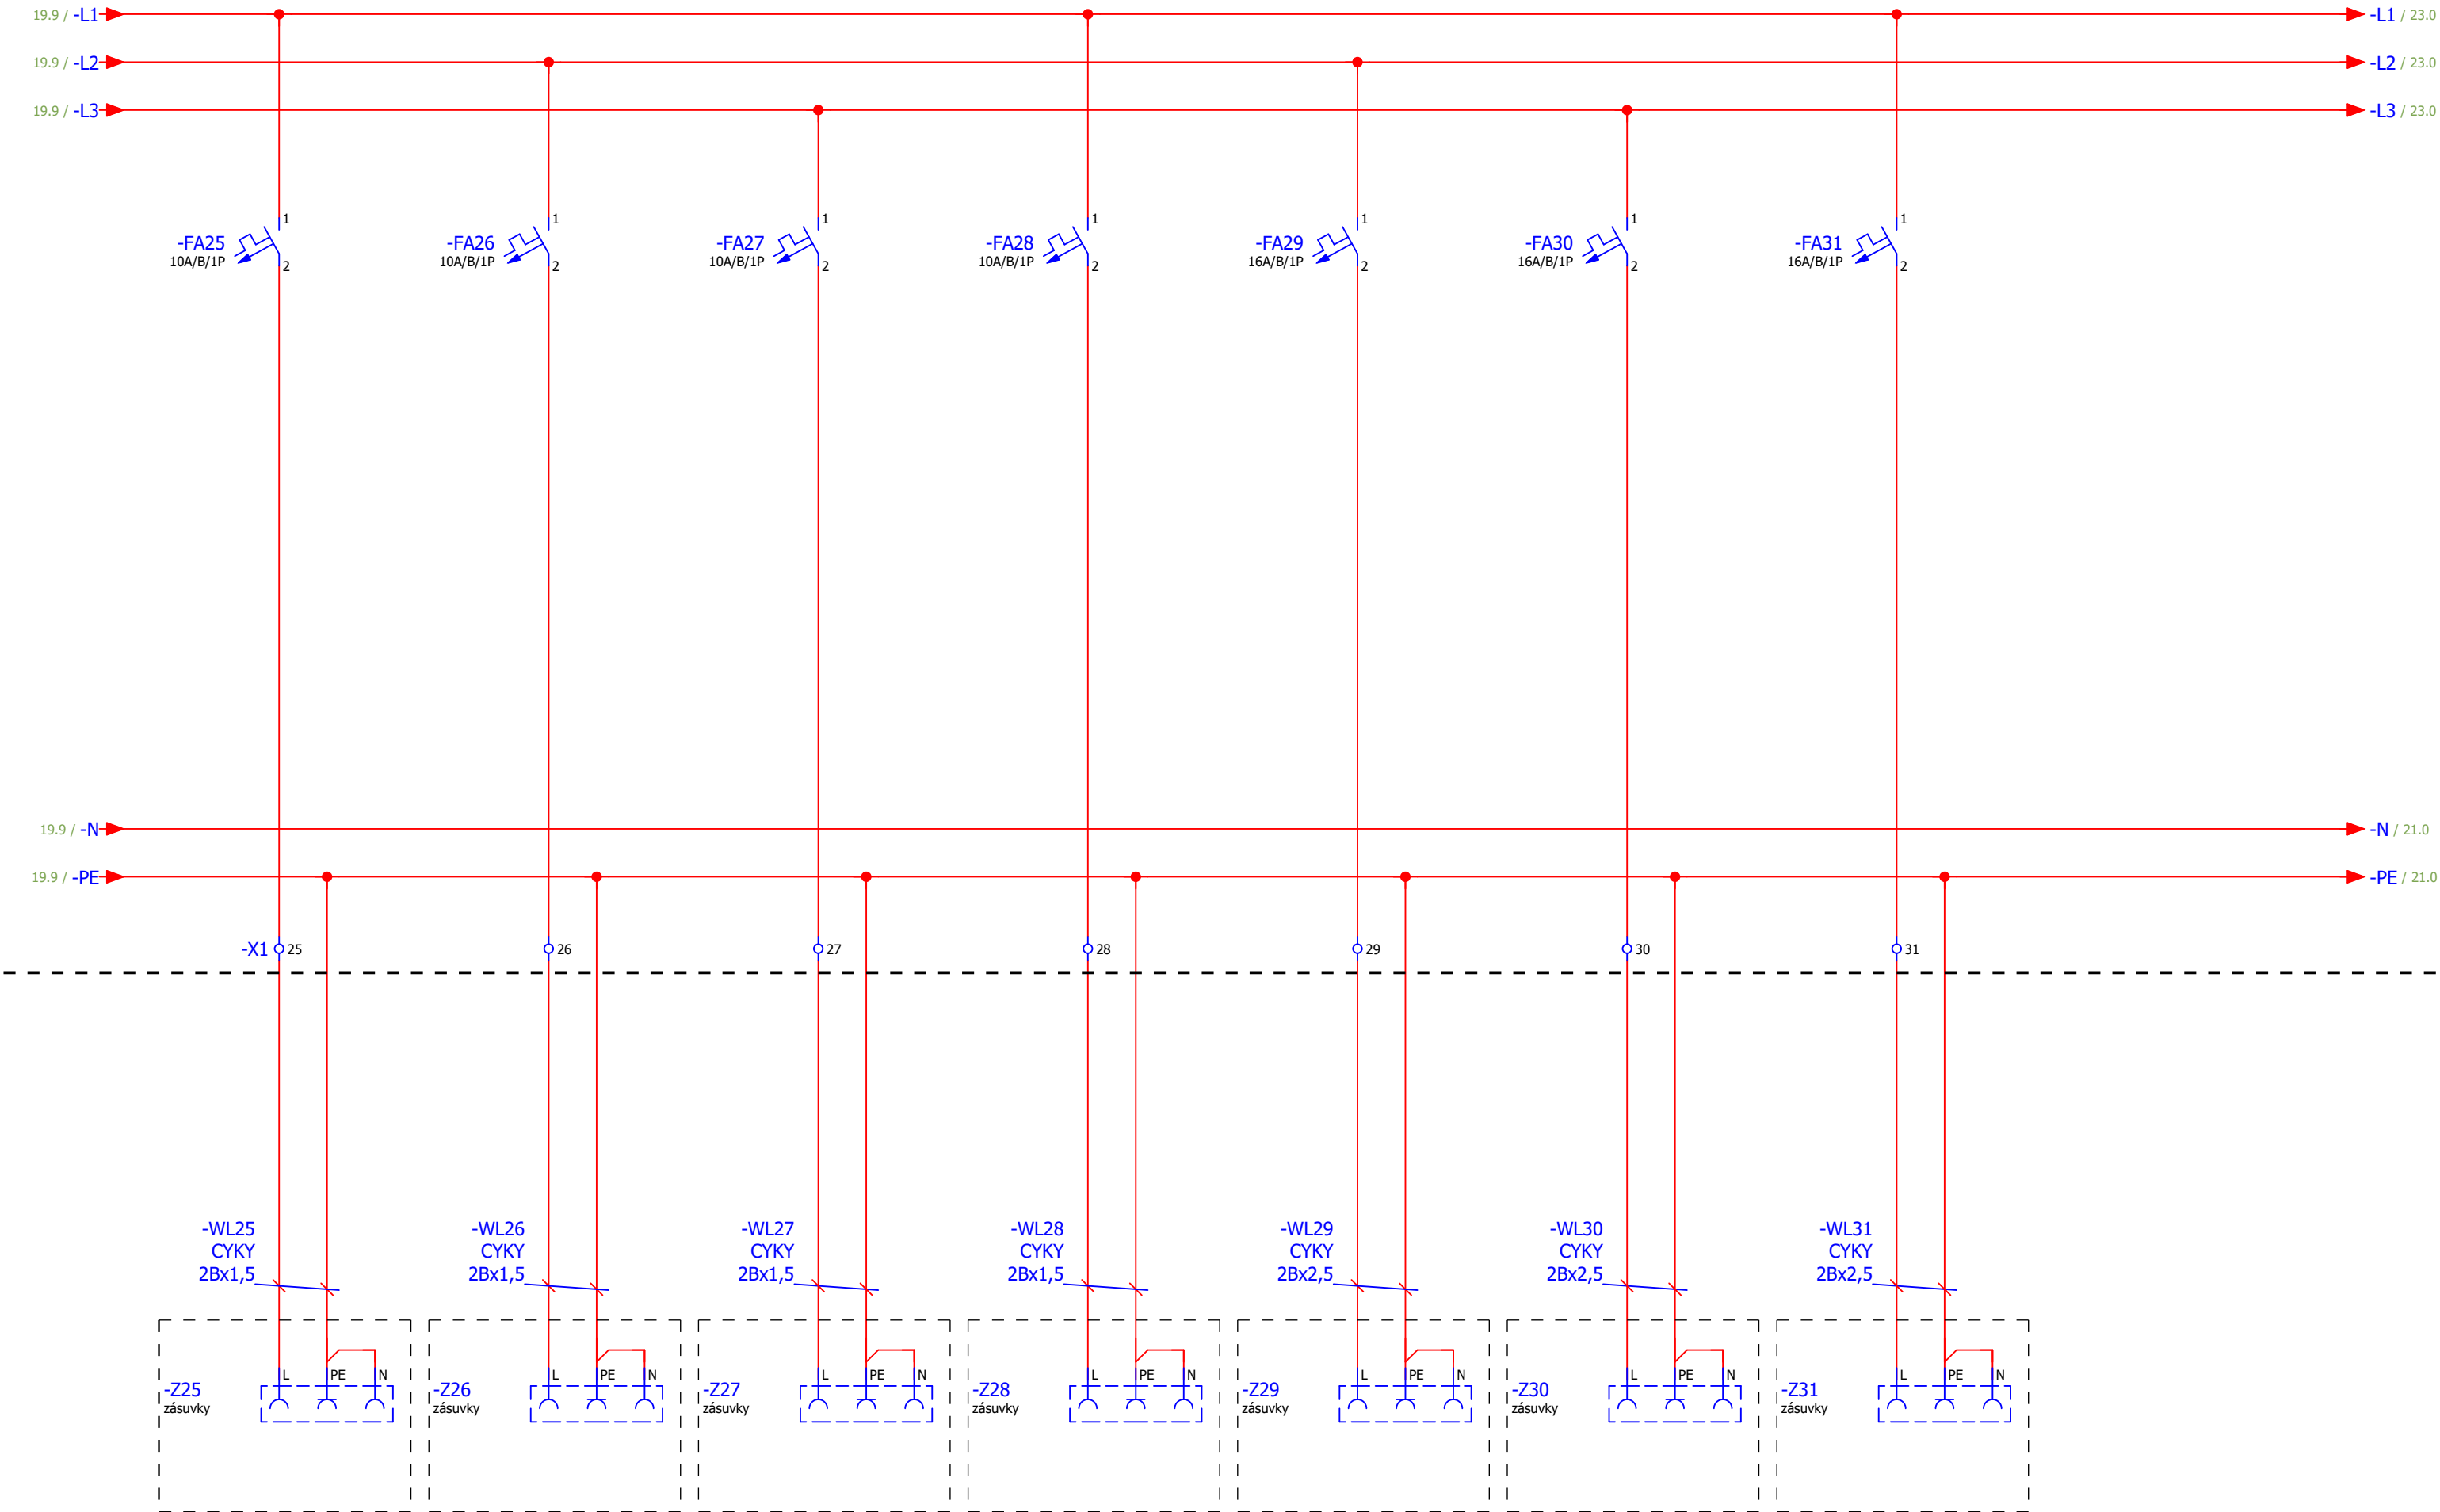 19.9 / -L1 -L1 / 23.0
19.9 / -L2 -L2 / 23.0
19.9 / -L3 -L3 / 23.0
1 1 1 1 1 1 1
-FA25 -FA26 -FA27 -FA28 -FA29 -FA30 -FA31
10A/B/1P 10A/B/1P 10A/B/1P 10A/B/1P 16A/B/1P 16A/B/1P 16A/B/1P
2 2 2 2 2 2 2
19.9 / -N -N / 21.0
19.9 / -PE -PE / 21.0
-X1 25 26 27 28 29 30 31
-WL25 -WL26 -WL27 -WL28 -WL29 -WL30 -WL31
CYKY CYKY CYKY CYKY CYKY CYKY CYKY
2Bx1,5 2Bx1,5 2Bx1,5 2Bx1,5 2Bx2,5 2Bx2,5 2Bx2,5
L PE N L PE N L PE N L PE N L PE N L PE N L PE N
-Z25 -Z26 -Z27 -Z28 -Z29 -Z30 -Z31
zásuvky zásuvky zásuvky zásuvky zásuvky zásuvky zásuvky